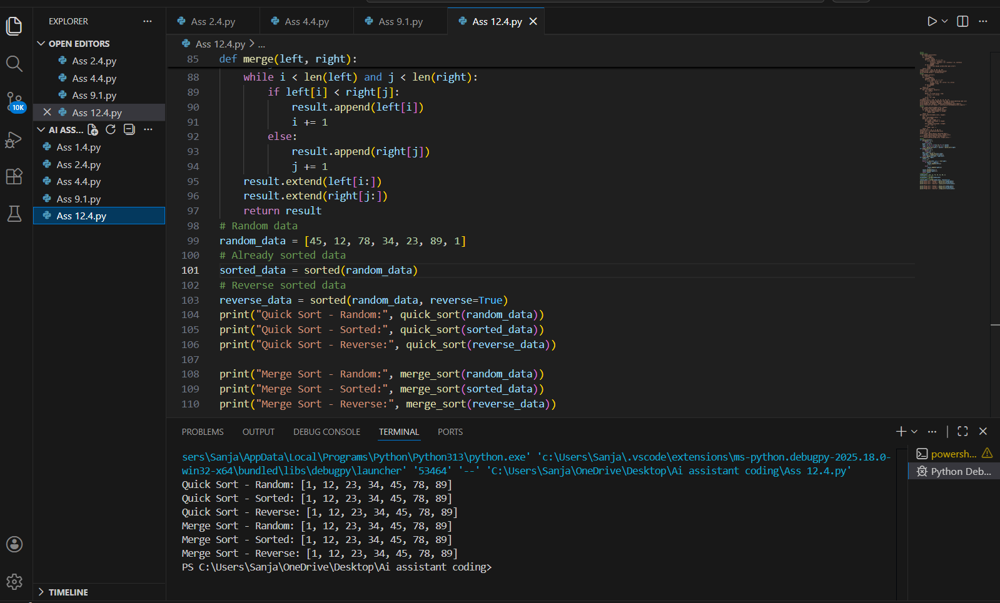 EXPLORER
OPEN EDITORS
Ass 2.4.py
Ass 4.4.py
Ass 9.1.py
Ass 12.4.py
AI ASS...
Ass 1.4.py
Ass 2.4.py
Ass 4.4.py
Ass 9.1.py
Ass 12.4.py
10K
TIMELINE
Ass 2.4.py
Ass 4.4.py
Ass 9.1.py
Ass 12.4.py
Ass 12.4.py > ...
85 def merge(left, right):
88 while i < len(left) and j < len(right):
89 if left[i] < right[j]:
90 result.append(left[i])
91 i += 1
92 else:
93 result.append(right[j])
94 j += 1
95 result.extend(left[i:])
96 result.extend(right[j:])
97 return result
98 # Random data
99 random_data = [45, 12, 78, 34, 23, 89, 1]
100 # Already sorted data
101 sorted_data = sorted(random_data)
102 # Reverse sorted data
103 reverse_data = sorted(random_data, reverse=True)
104 print("Quick Sort - Random:", quick_sort(random_data))
105 print("Quick Sort - Sorted:", quick_sort(sorted_data))
106 print("Quick Sort - Reverse:", quick_sort(reverse_data))
107
108 print("Merge Sort - Random:", merge_sort(random_data))
109 print("Merge Sort - Sorted:", merge_sort(sorted_data))
110 print("Merge Sort - Reverse:", merge_sort(reverse_data))
PROBLEMS OUTPUT DEBUG CONSOLE TERMINAL PORTS
sers\Sanja\AppData\Local\Programs\Python\Python313\python.exe' 'c:\Users\Sanja\.vscode\extensions\ms-python.debugpy-2025.18.0-
win32-x64\bundled\libs\debugpy\launcher' '53464' '--' 'C:\Users\Sanja\OneDrive\Desktop\Ai assistant coding\Ass 12.4.py'
Quick Sort - Random: [1, 12, 23, 34, 45, 78, 89]
Quick Sort - Sorted: [1, 12, 23, 34, 45, 78, 89]
Quick Sort - Reverse: [1, 12, 23, 34, 45, 78, 89]
Merge Sort - Random: [1, 12, 23, 34, 45, 78, 89]
Merge Sort - Sorted: [1, 12, 23, 34, 45, 78, 89]
Merge Sort - Reverse: [1, 12, 23, 34, 45, 78, 89]
PS C:\Users\Sanja\OneDrive\Desktop\Ai assistant coding>
powersh...
Python Deb...